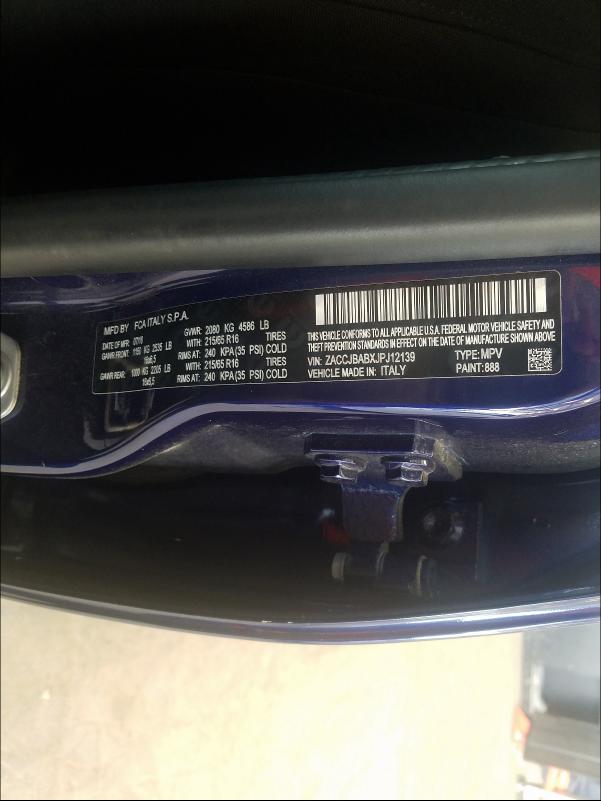 MFD BY FCA ITALY S.P.A.
DATE OF MFR 07/18 GVWR: 2080 KG 4586 LB
GAWR FRONT: 1150 KG 2535 LB WITH: 215/65 R16 TIRES
16x6,5 RIMS AT: 240 KPA (35 PSI) COLD
GAWR REAR: 1000 KG 2205 LB WITH: 215/65 R16 TIRES
16x6,5 RIMS AT: 240 KPA (35 PSI) COLD
THIS VEHICLE CONFORMS TO ALL APPLICABLE U.S.A. FEDERAL MOTOR VEHICLE SAFETY AND
THEFT PREVENTION STANDARDS IN EFFECT ON THE DATE OF MANUFACTURE SHOWN ABOVE.
VIN: ZACCJBABXJPJ12139 TYPE: MPV
VEHICLE MADE IN: ITALY PAINT: 888